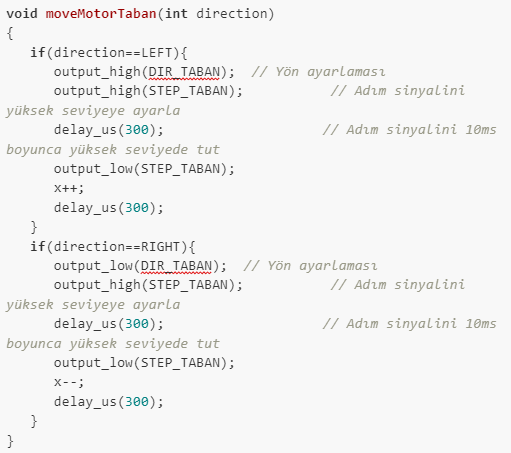 void moveMotorTaban(int direction)
{
   if(direction==LEFT){
      output_high(DIR_TABAN);  // Yön ayarlaması
      output_high(STEP_TABAN);           // Adım sinyalini
yüksek seviyeye ayarla
      delay_us(300);                    // Adım sinyalini 10ms
boyunca yüksek seviyede tut
      output_low(STEP_TABAN);
      x++;
      delay_us(300);
   }
   if(direction==RIGHT){
      output_low(DIR_TABAN);  // Yön ayarlaması
      output_high(STEP_TABAN);           // Adım sinyalini
yüksek seviyeye ayarla
      delay_us(300);                    // Adım sinyalini 10ms
boyunca yüksek seviyede tut
      output_low(STEP_TABAN);
      x--;
      delay_us(300);
   }
}